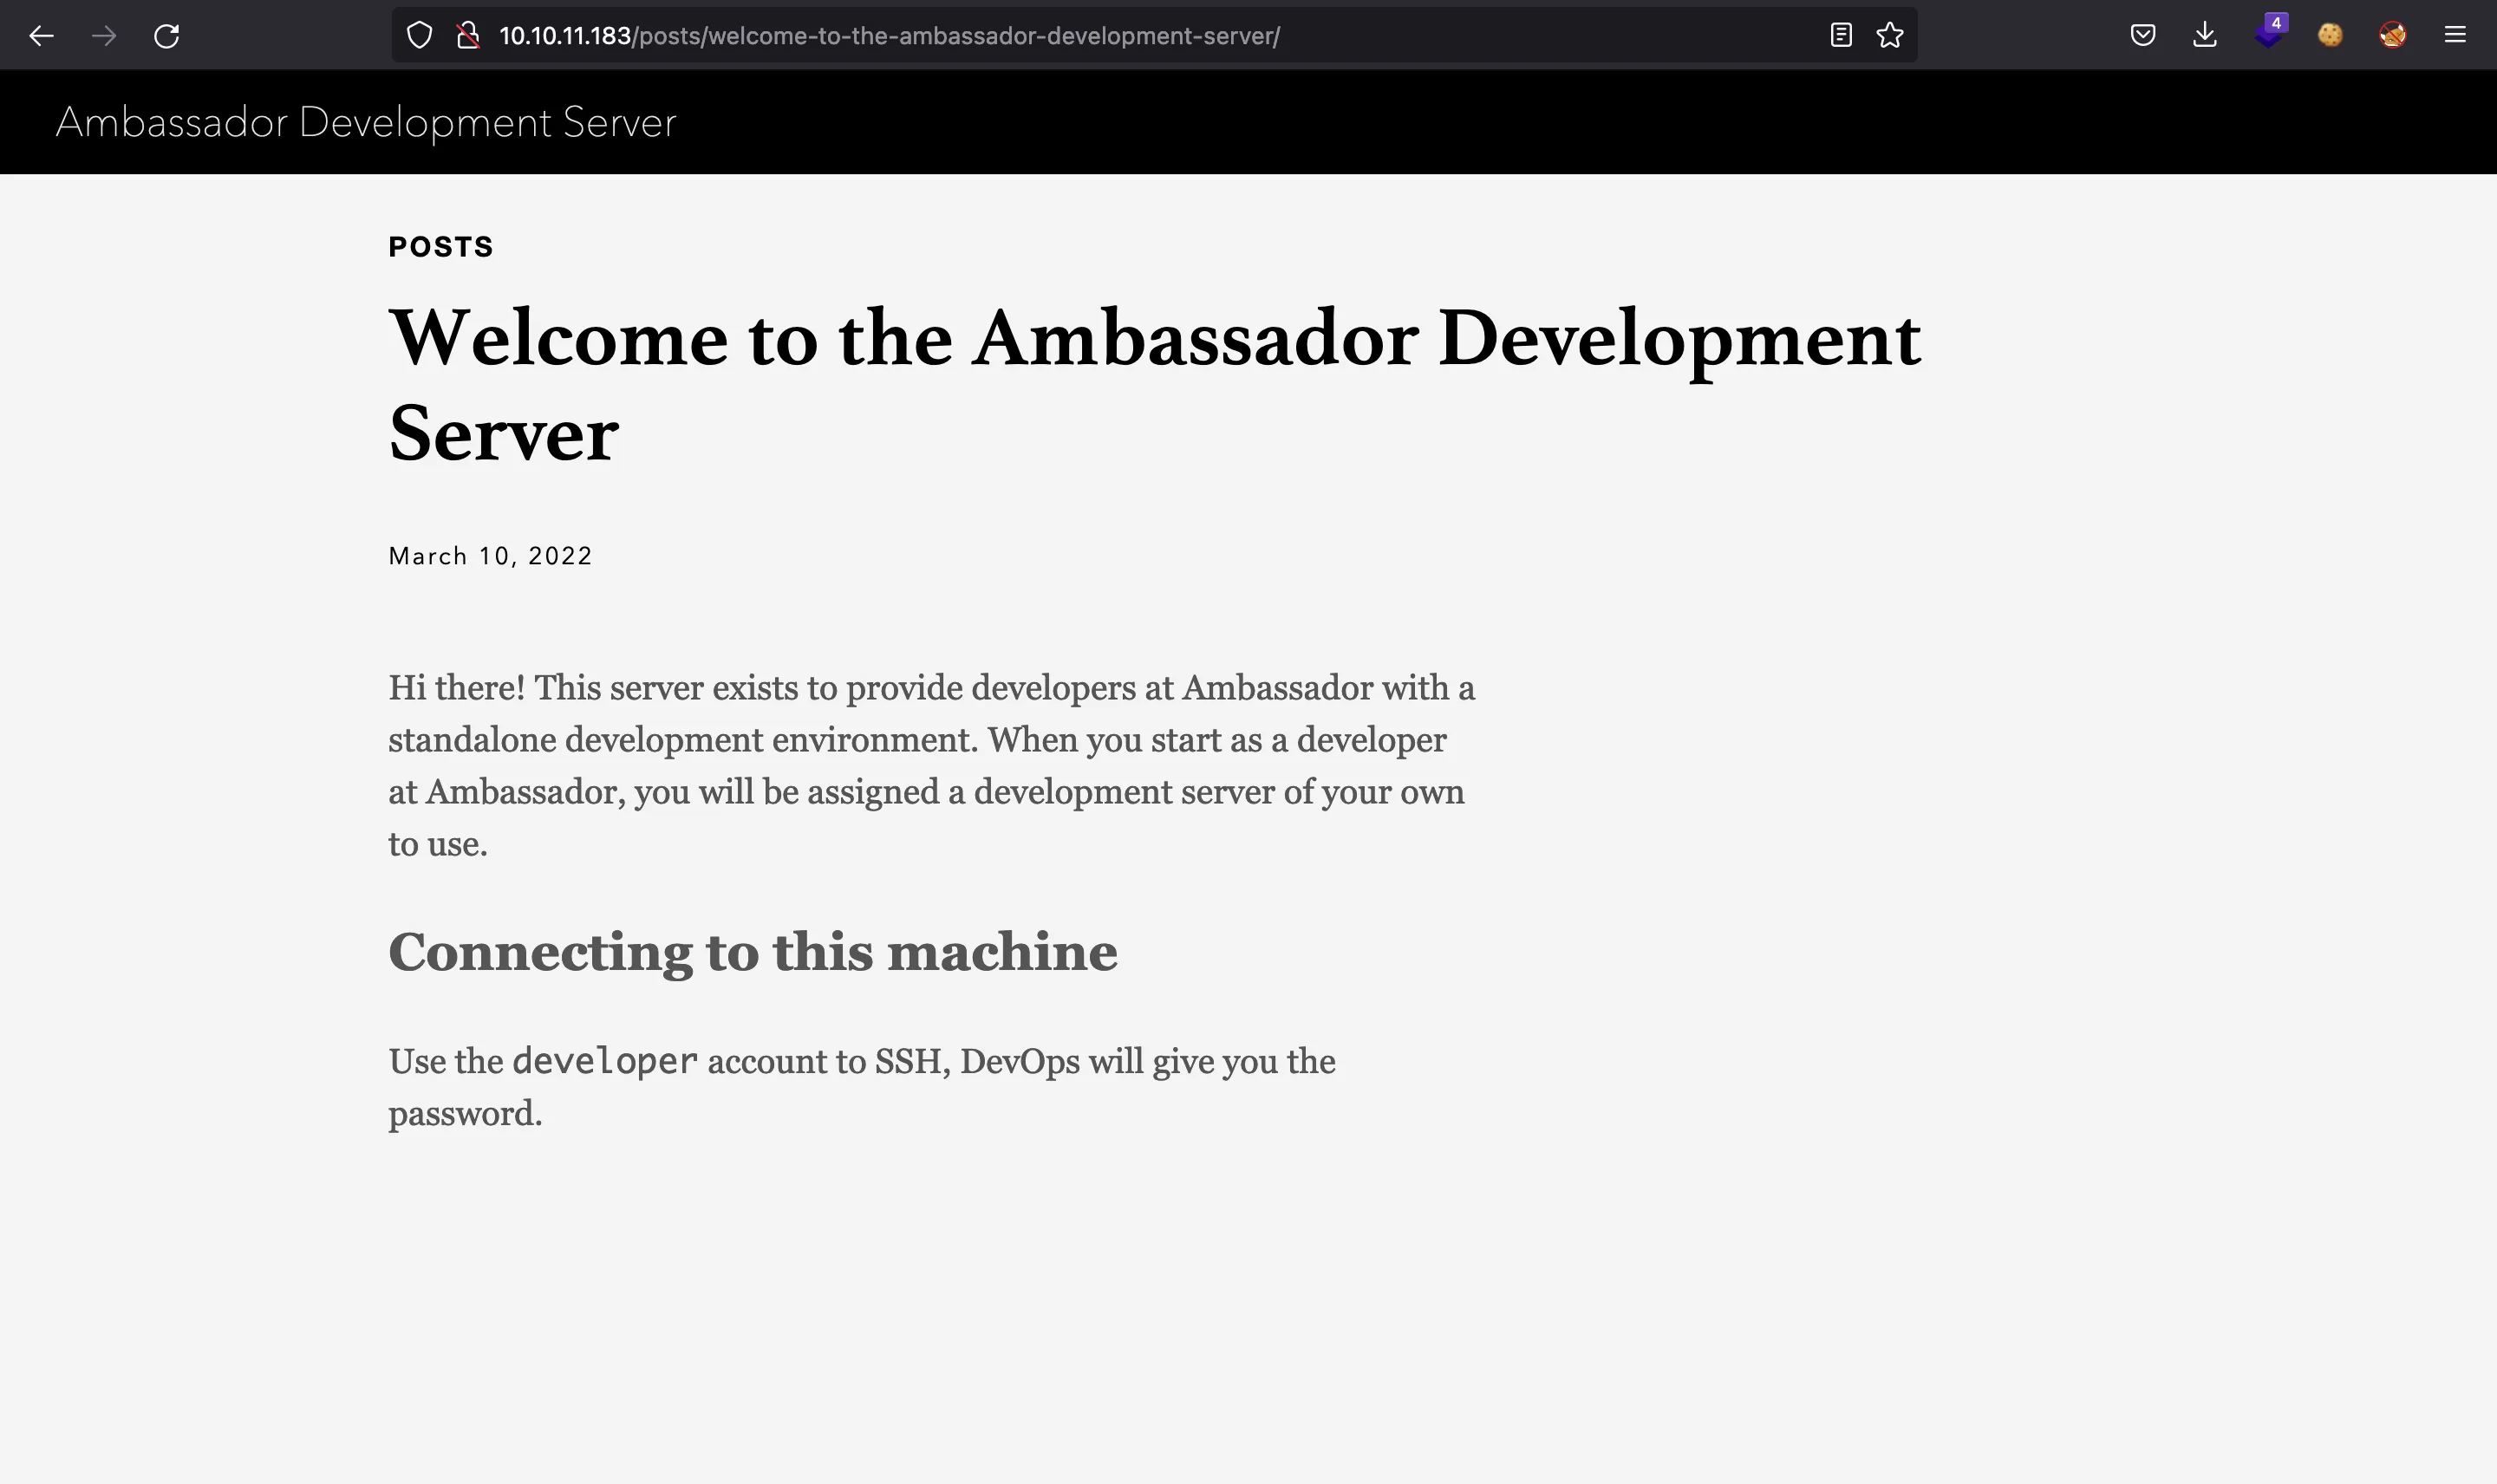 10.10.11.183/posts/welcome-to-the-ambassador-development-server/
4
Ambassador Development Server
POSTS
Welcome to the Ambassador Development
Server
March 10, 2022
Hi there! This server exists to provide developers at Ambassador with a
standalone development environment. When you start as a developer
at Ambassador, you will be assigned a development server of your own
to use.
Connecting to this machine
Use the developer account to SSH, DevOps will give you the
password.